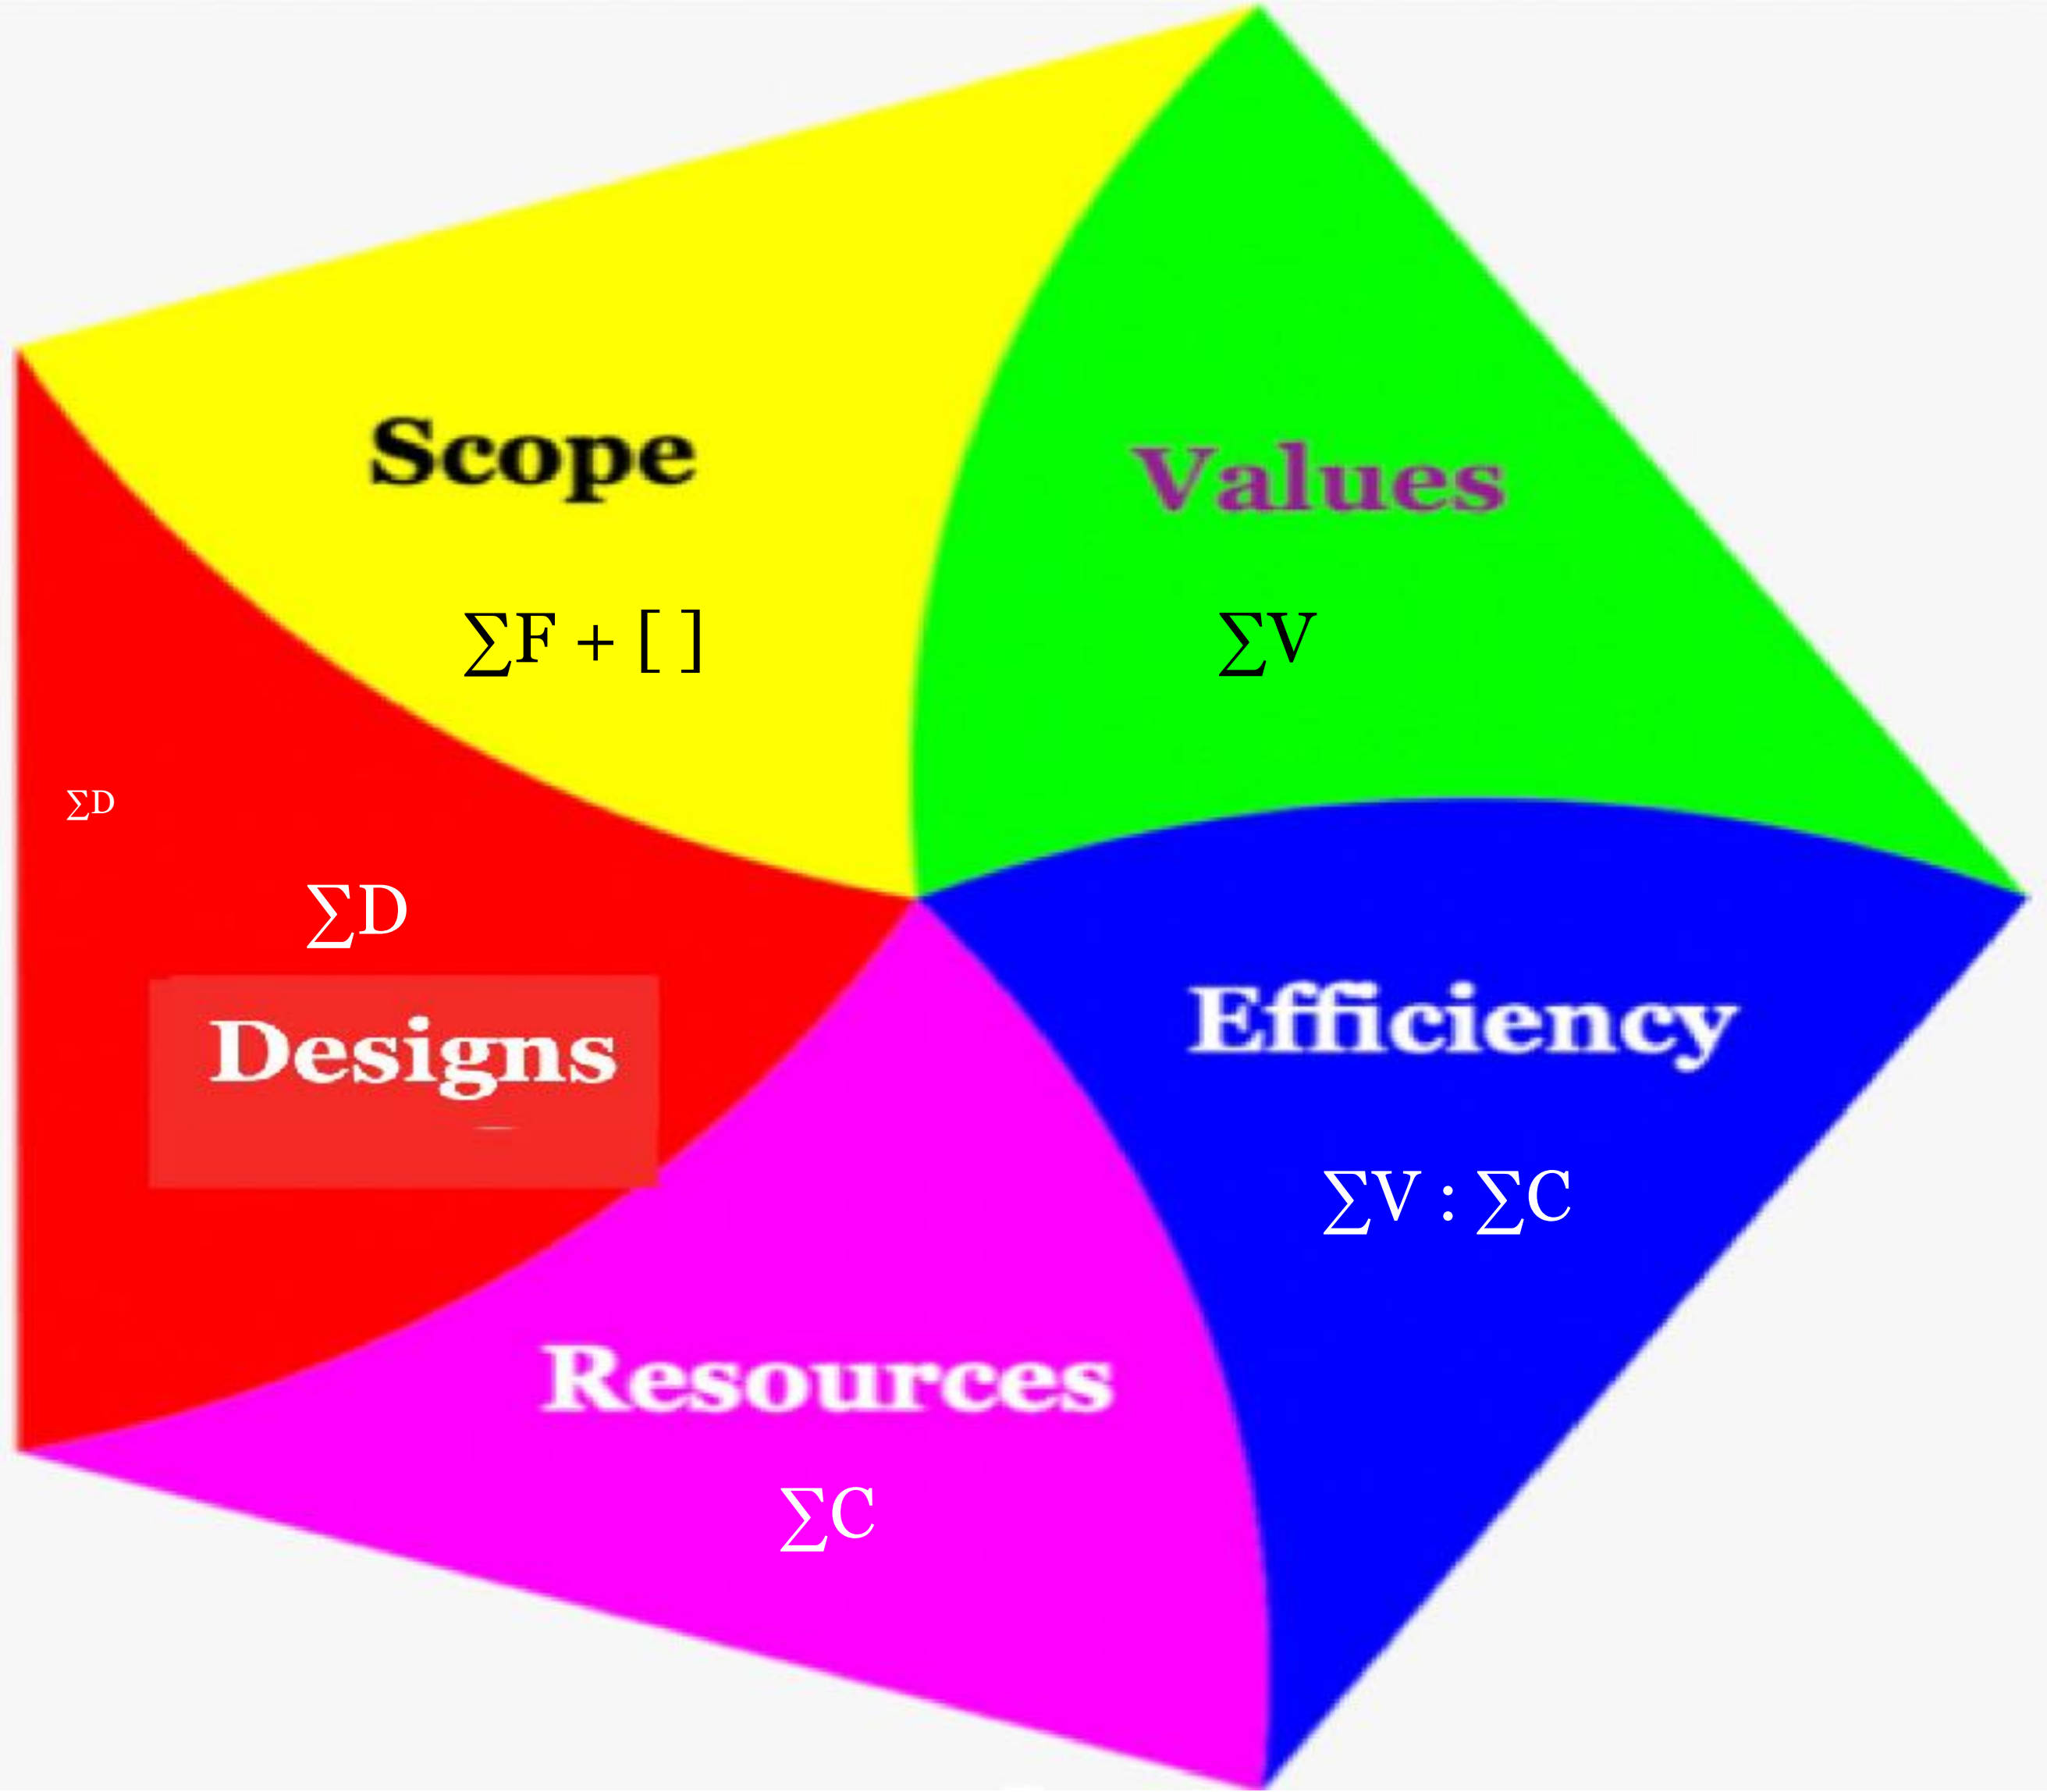 Scope
∑F + [ ]
Values
∑V
∑D
∑D
Designs
Efficiency
∑V : ∑C
Resources
∑C